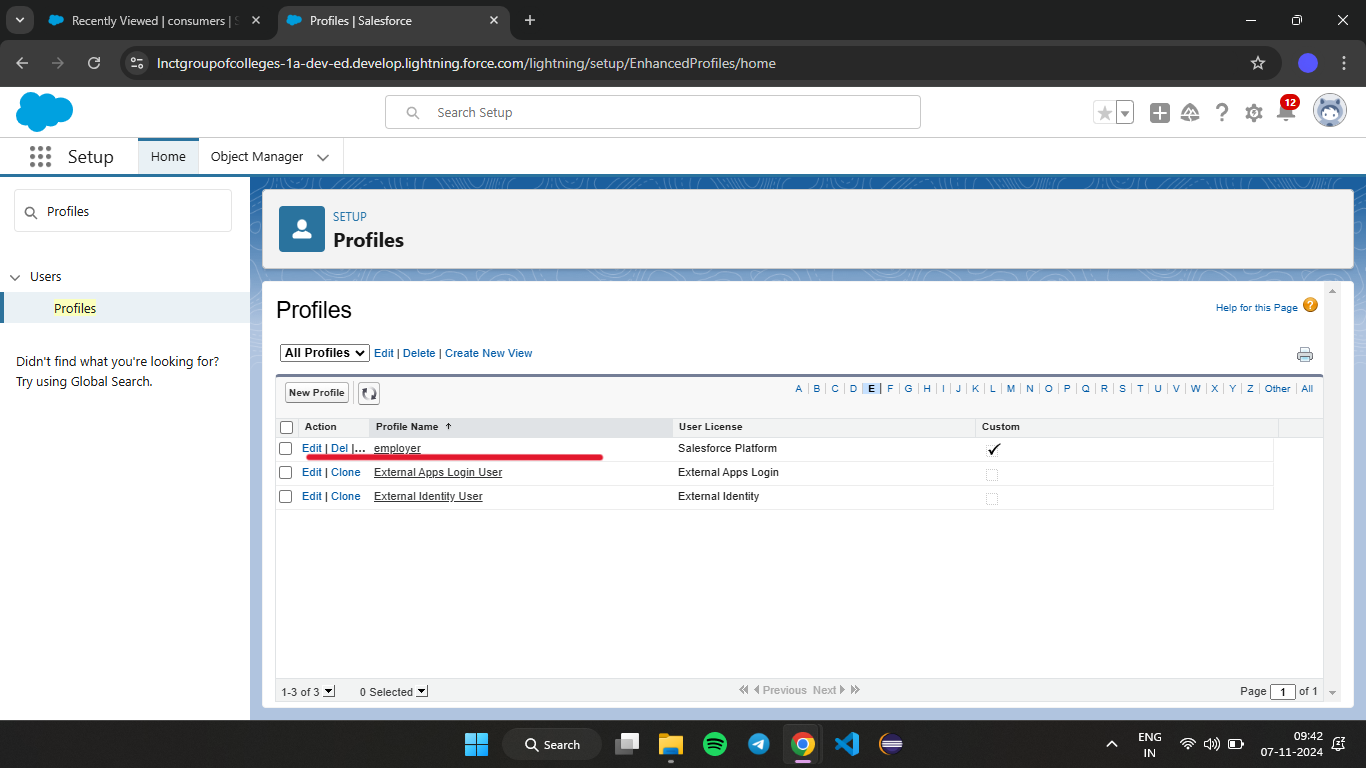 Recently Viewed | consumers | S
Profiles | Salesforce
lnctgroupofcolleges-1a-dev-ed.develop.lightning.force.com/lightning/setup/EnhancedProfiles/home
Search Setup
12
Setup
Home
Object Manager
Profiles
Users
Profiles
Didn't find what you're looking for?
Try using Global Search.
SETUP
Profiles
Profiles
Help for this Page ?
All Profiles Edit | Delete | Create New View
New Profile
A | B | C | D | E | F | G | H | I | J | K | L | M | N | O | P | Q | R | S | T | U | V | W | X | Y | Z | Other | All
Action Profile Name User License Custom
Edit | Del |... employer Salesforce Platform
Edit | Clone External Apps Login User External Apps Login
Edit | Clone External Identity User External Identity
1-3 of 3 0 Selected Previous Next Page 1 of 1
Search
ENG
IN
09:42
07-11-2024